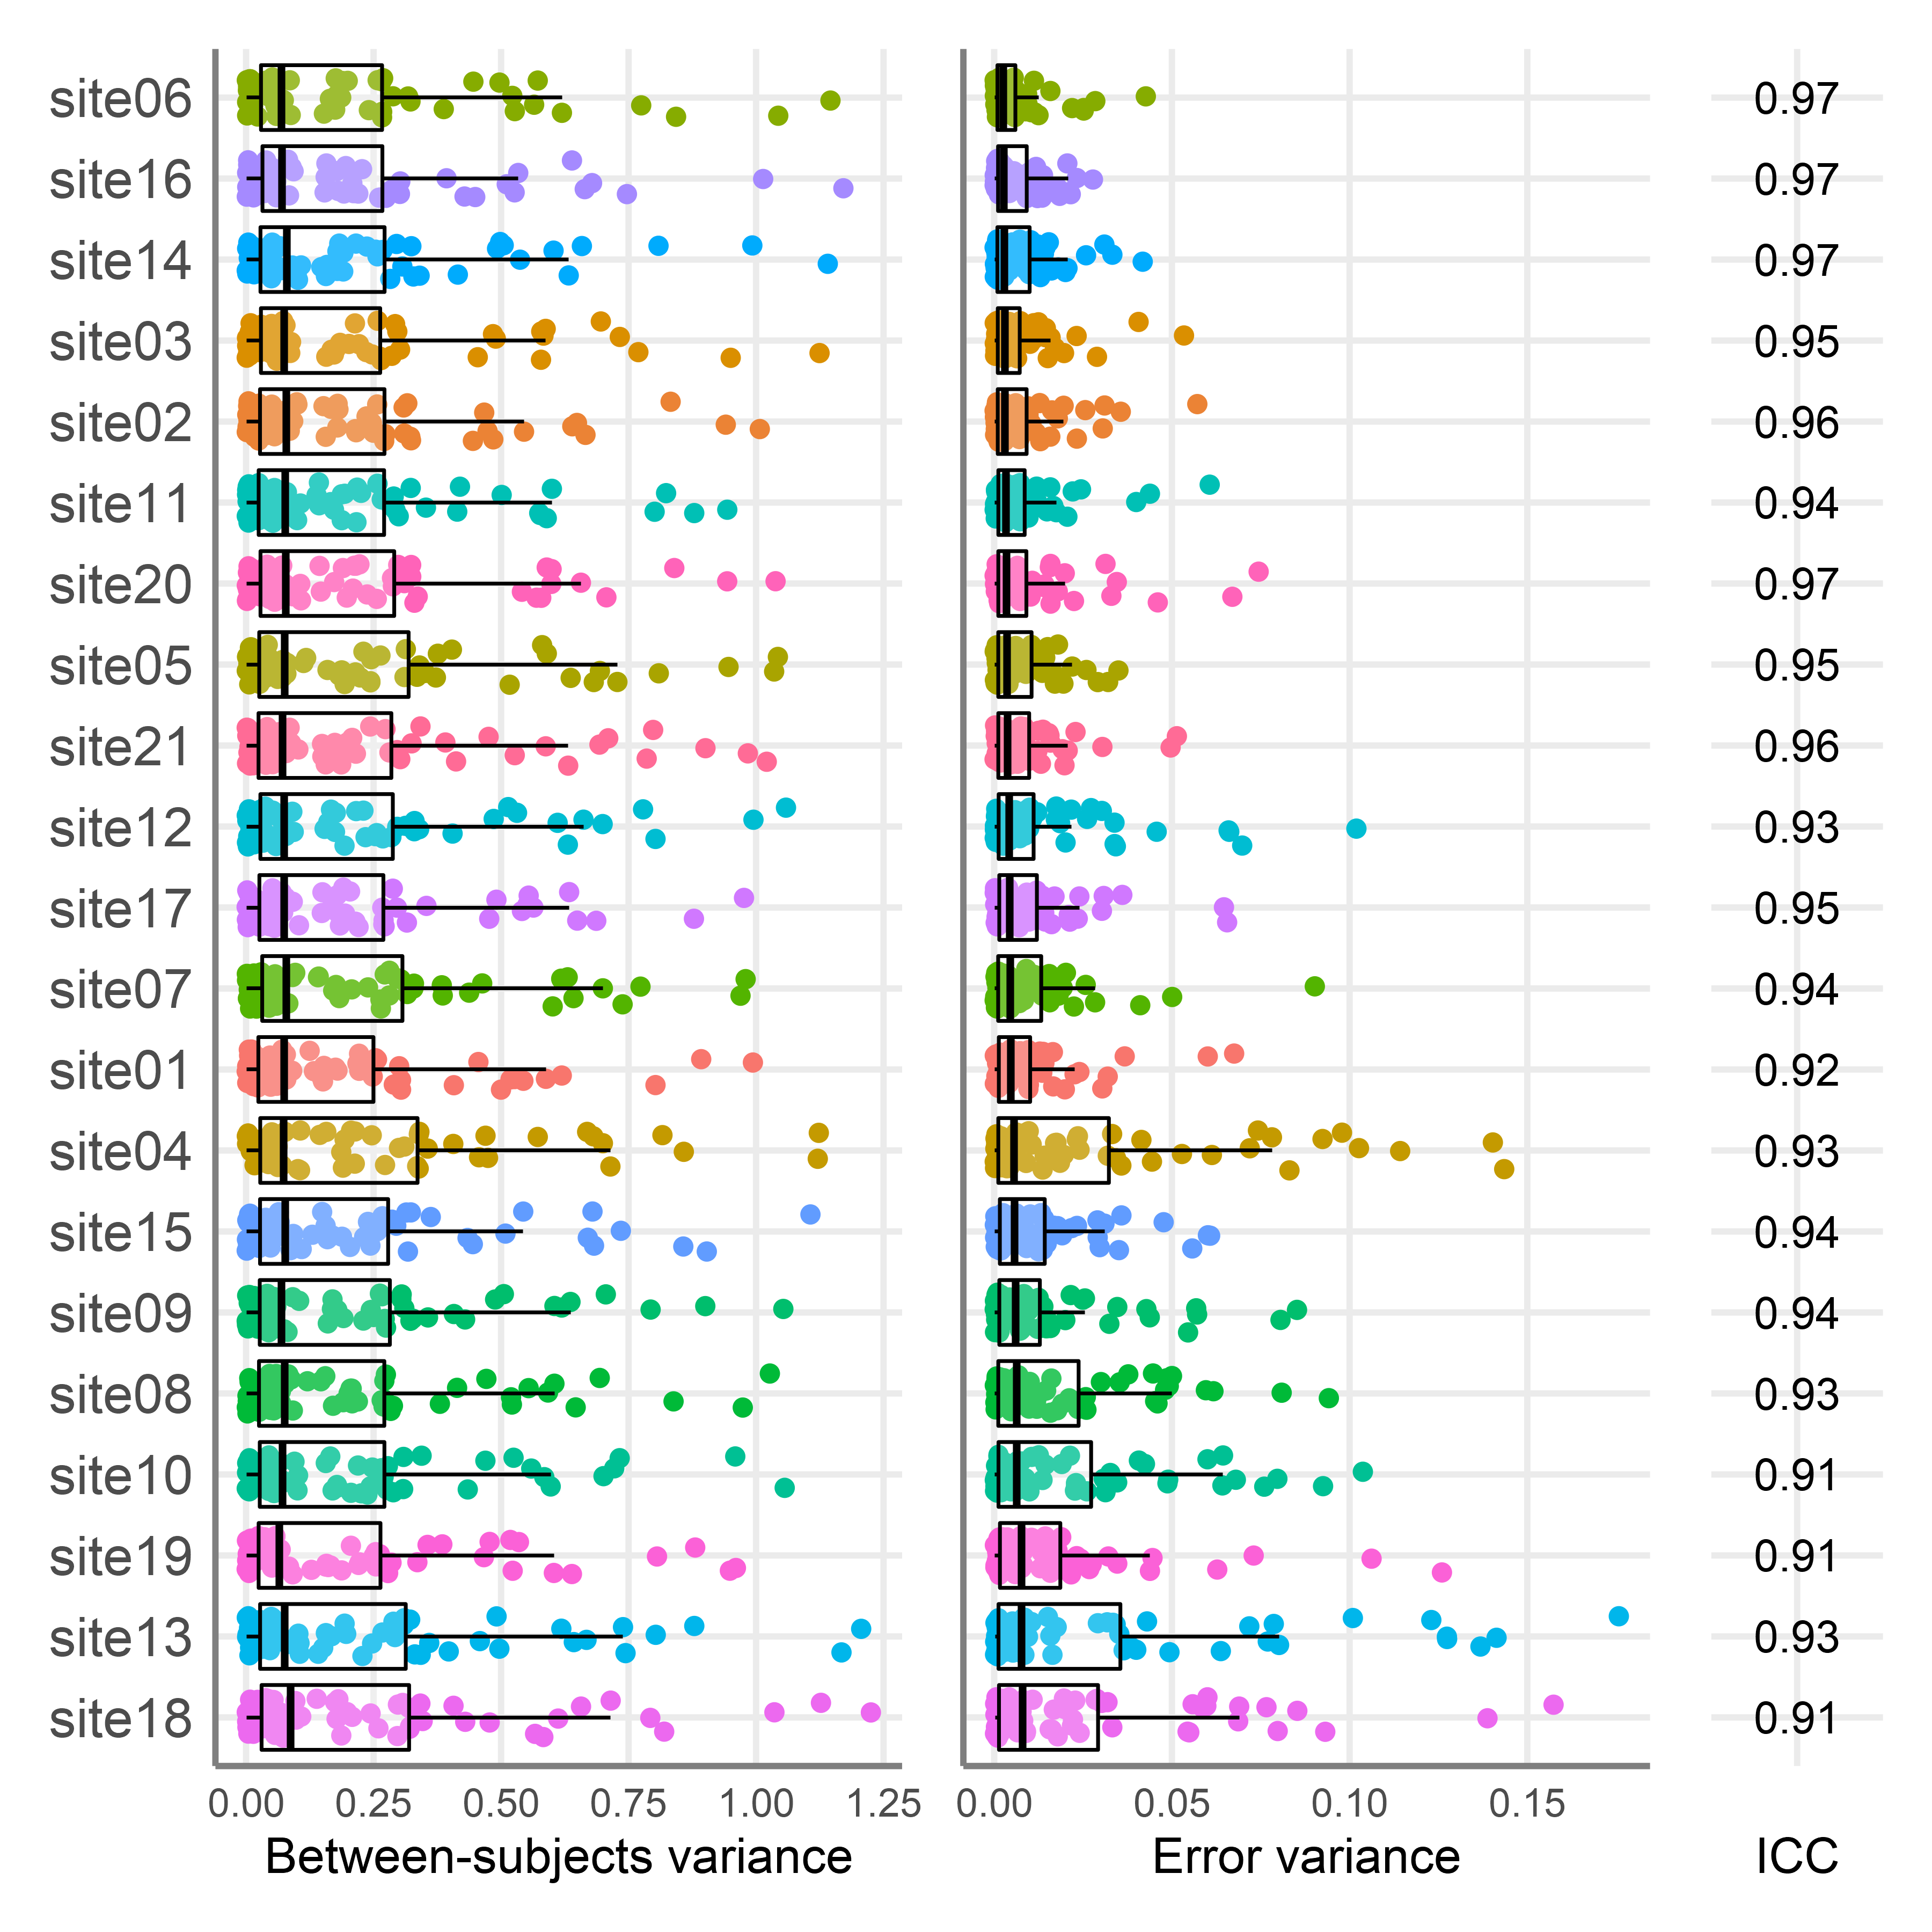 site06 0.97
site16 0.97
site14 0.97
site03 0.95
site02 0.96
site11 0.94
site20 0.97
site05 0.95
site21 0.96
site12 0.93
site17 0.95
site07 0.94
site01 0.92
site04 0.93
site15 0.94
site09 0.94
site08 0.93
site10 0.91
site19 0.91
site13 0.93
site18 0.91
0.00 0.25 0.50 0.75 1.00 1.25 0.00 0.05 0.10 0.15
Between-subjects variance Error variance ICC